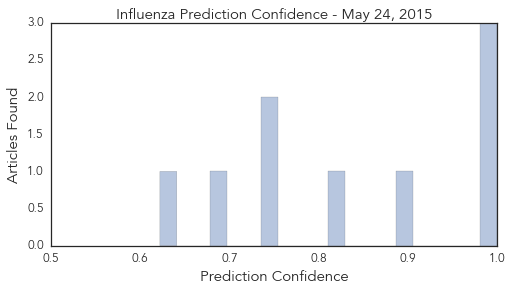 Influenza Prediction Confidence - May 24, 2015
3.0
2.5
2.0
1.5
1.0
0.5
0.0
Articles Found
0.5 0.6 0.7 0.8 0.9 1.0
Prediction Confidence